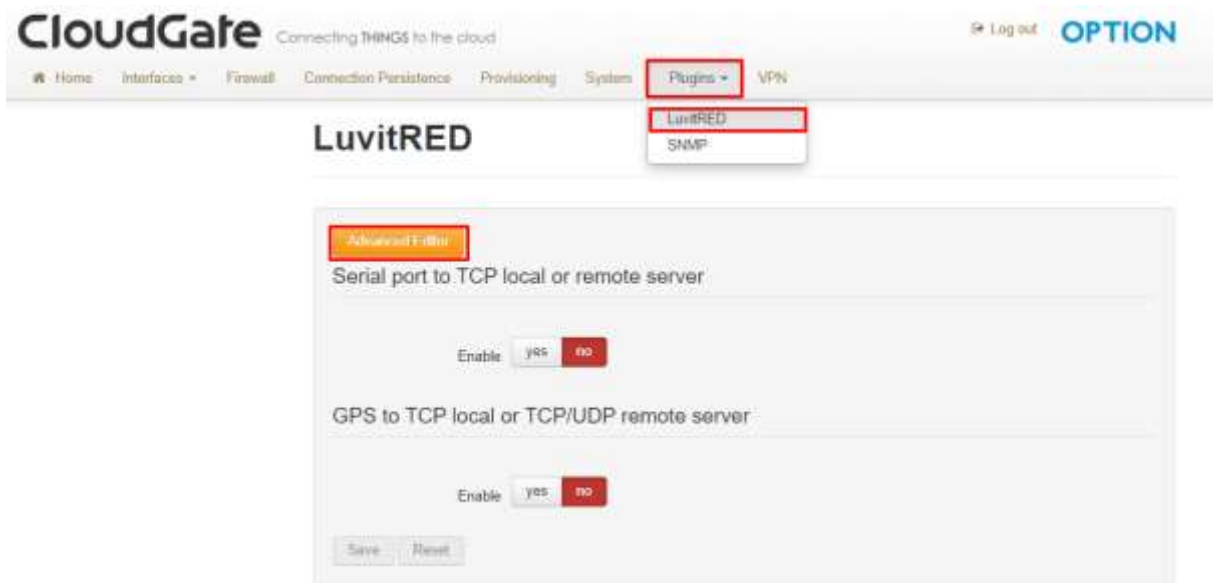 CloudGate Connecting THINGS to the cloud
Log out OPTION
Home Interfaces Firewall Connection Persistence Provisioning System Plugins VPN
LuvitRED
SNMP
LuvitRED
Advanced Editor
Serial port to TCP local or remote server
Enable yes no
GPS to TCP local or TCP/UDP remote server
Enable yes no
Save Reset